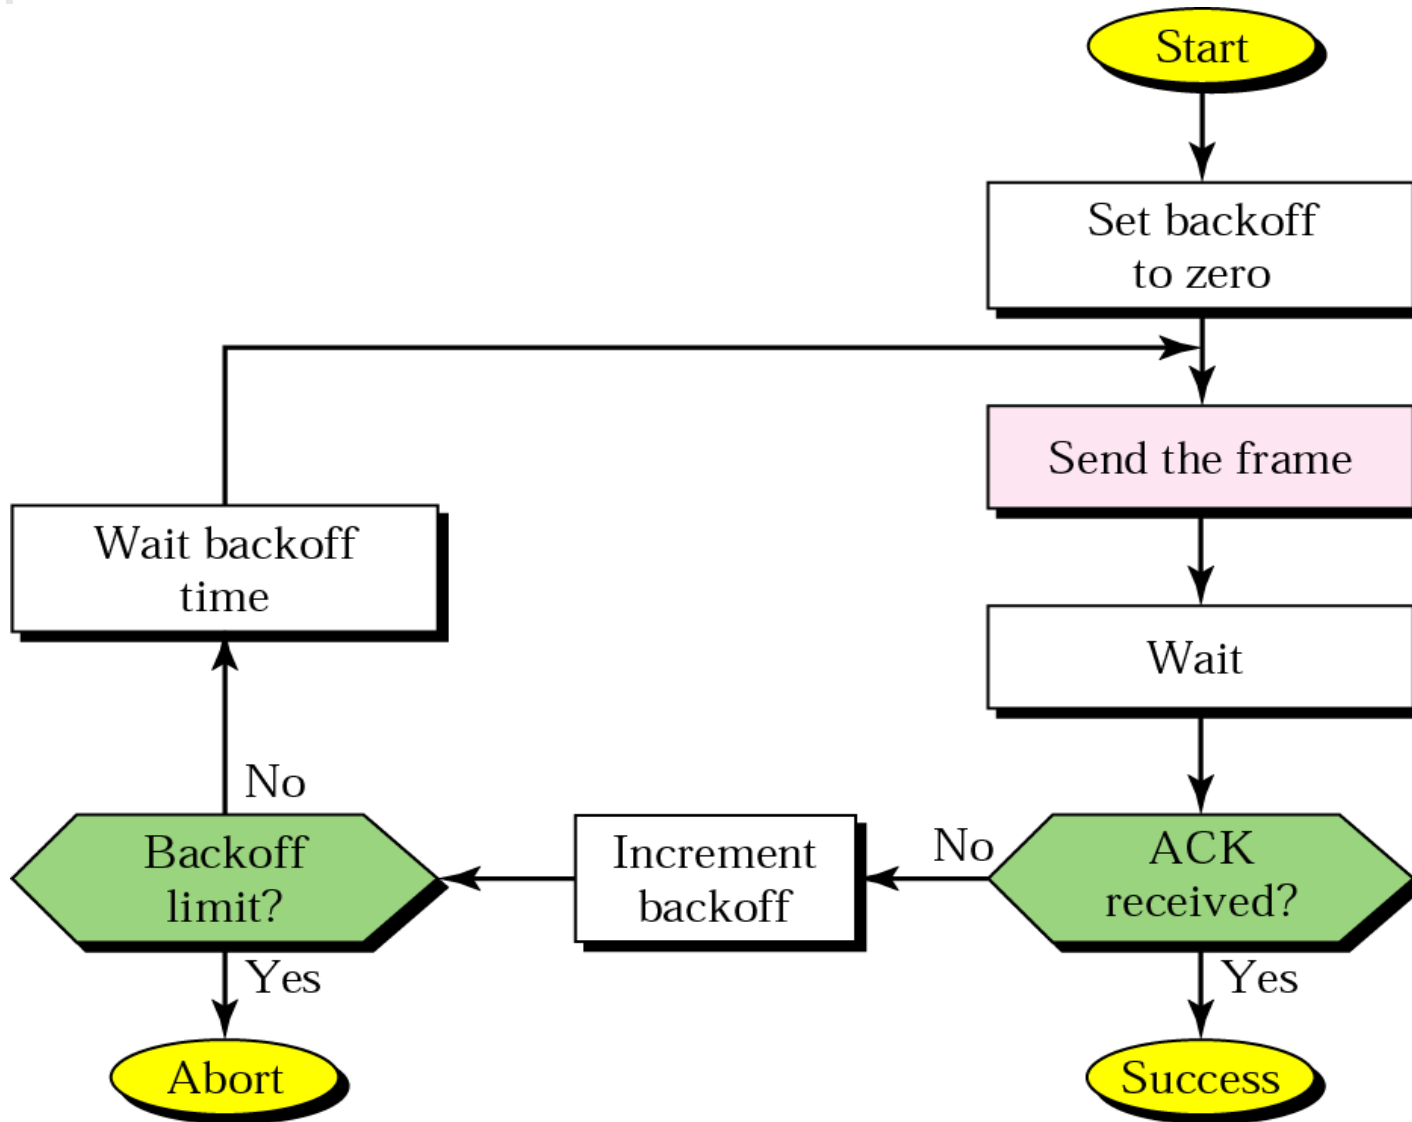 Start
Set backoff
to zero
Send the frame
Wait backoff
time
Wait
No
Backoff
limit?
Increment
backoff
No
ACK
received?
Yes
Yes
Abort
Success